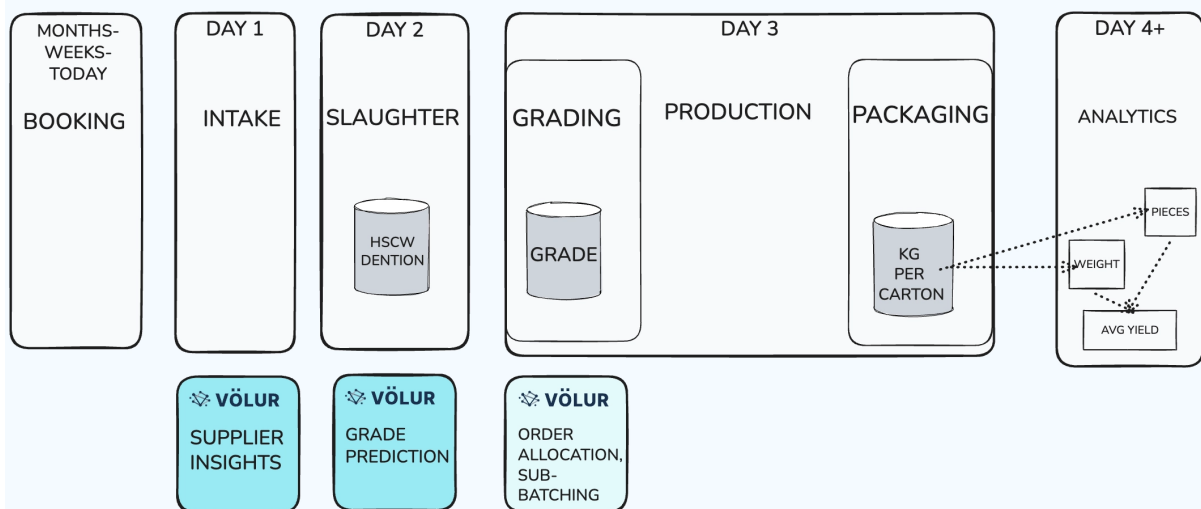 MONTHS-
WEEKS-
TODAY
BOOKING
DAY 1
INTAKE
DAY 2
SLAUGHTER
HSCW
DENTION
DAY 3
GRADING
GRADE
PRODUCTION
PACKAGING
KG
PER
CARTON
DAY 4+
ANALYTICS
PIECES
WEIGHT
AVG YIELD
VÖLUR
SUPPLIER
INSIGHTS
VÖLUR
GRADE
PREDICTION
VÖLUR
ORDER
ALLOCATION,
SUB-
BATCHING